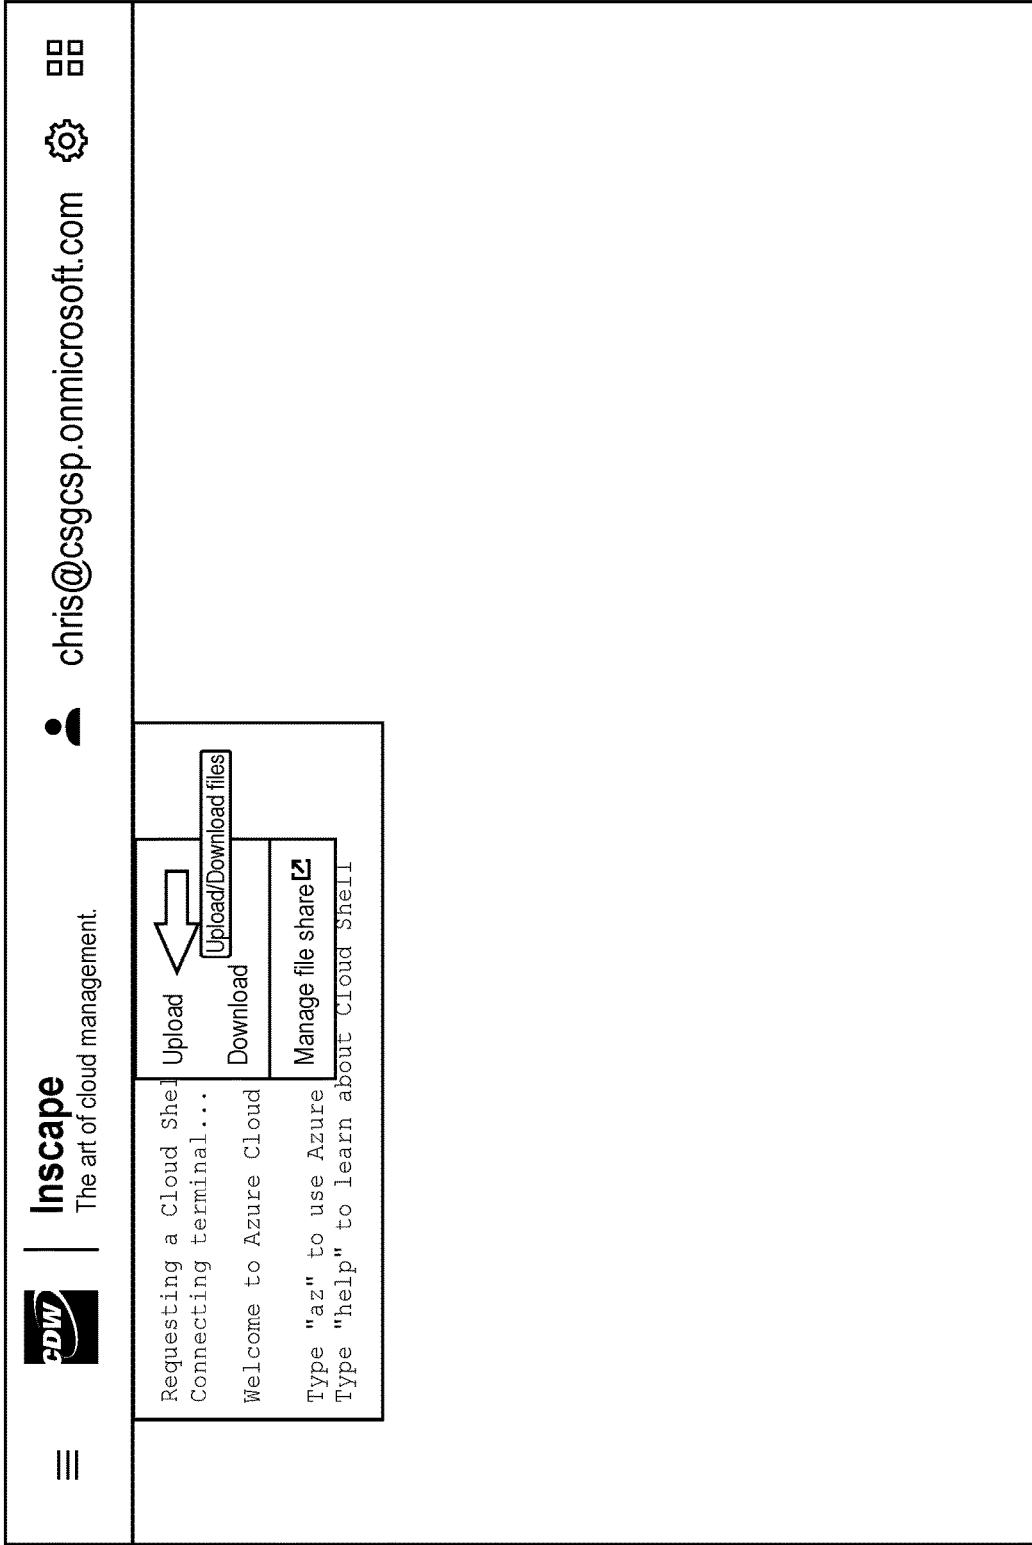 CDW
Inscape
The art of cloud management.
chris@csgcsp.onmicrosoft.com
Requesting a Cloud Shel
Connecting terminal...
Welcome to Azure Cloud
Type "az" to use Azure
Type "help" to learn about Cloud Shell
Upload
Upload/Download files
Download
Manage file share